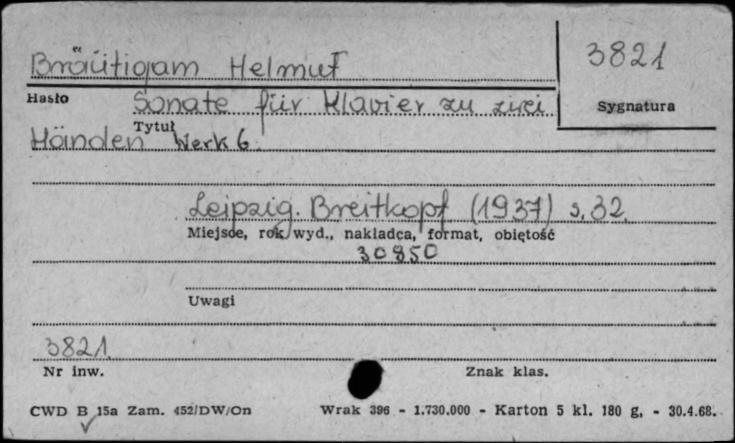 Bräutigam Helmut
3821
Hasło
Sonate für Klavier zu zwei
Sygnatura
Tytuł
Händen Werk 6.
Leipzig. Breitkopf (1937) s. 32.
Miejsce, rok wyd., nakładca, format, obiętość
30850
Uwagi
3821
Nr inw.
Znak klas.
CWD B 15a Zam. 452/DW/On
Wrak 396 - 1.730.000 - Karton 5 kl. 180 g. - 30.4.68.